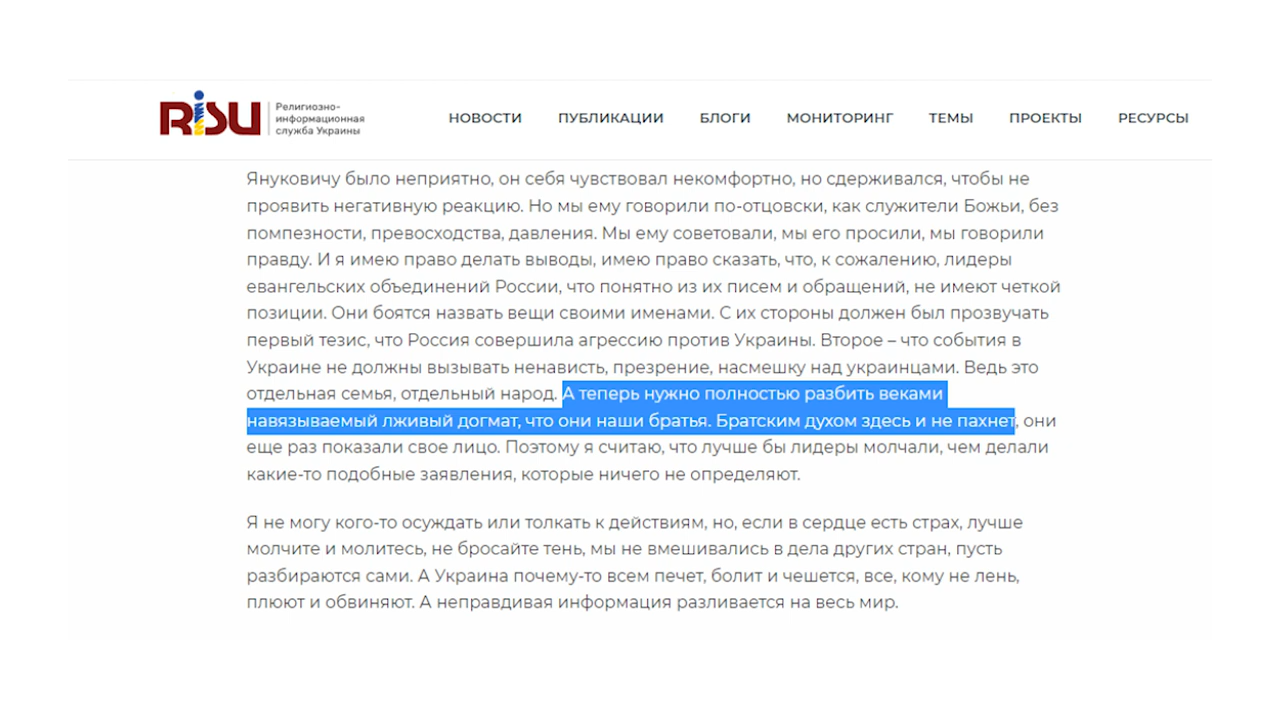 RISU
Религиозно-
информационная
служба Украины
НОВОСТИ ПУБЛИКАЦИИ БЛОГИ МОНИТОРИНГ ТЕМЫ ПРОЕКТЫ РЕСУРСЫ
Януковичу было неприятно, он себя чувствовал некомфортно, но сдерживался, чтобы не
проявить негативную реакцию. Но мы ему говорили по-отцовски, как служители Божьи, без
помпезности, превосходства, давления. Мы ему советовали, мы его просили, мы говорили
правду. И я имею право делать выводы, имею право сказать, что, к сожалению, лидеры
евангельских объединений России, что понятно из их писем и обращений, не имеют четкой
позиции. Они боятся назвать вещи своими именами. С их стороны должен был прозвучать
первый тезис, что Россия совершила агрессию против Украины. Второе – что события в
Украине не должны вызывать ненависть, презрение, насмешку над украинцами. Ведь это
отдельная семья, отдельный народ. А теперь нужно полностью разбить веками
навязываемый лживый догмат, что они наши братья. Братским духом здесь и не пахнет, они
еще раз показали свое лицо. Поэтому я считаю, что лучше бы лидеры молчали, чем делали
какие-то подобные заявления, которые ничего не определяют.
Я не могу кого-то осуждать или толкать к действиям, но, если в сердце есть страх, лучше
молчите и молитесь, не бросайте тень, мы не вмешивались в дела других стран, пусть
разбираются сами. А Украина почему-то всем печет, болит и чешется, все, кому не лень,
плюют и обвиняют. А неправдивая информация разливается на весь мир.